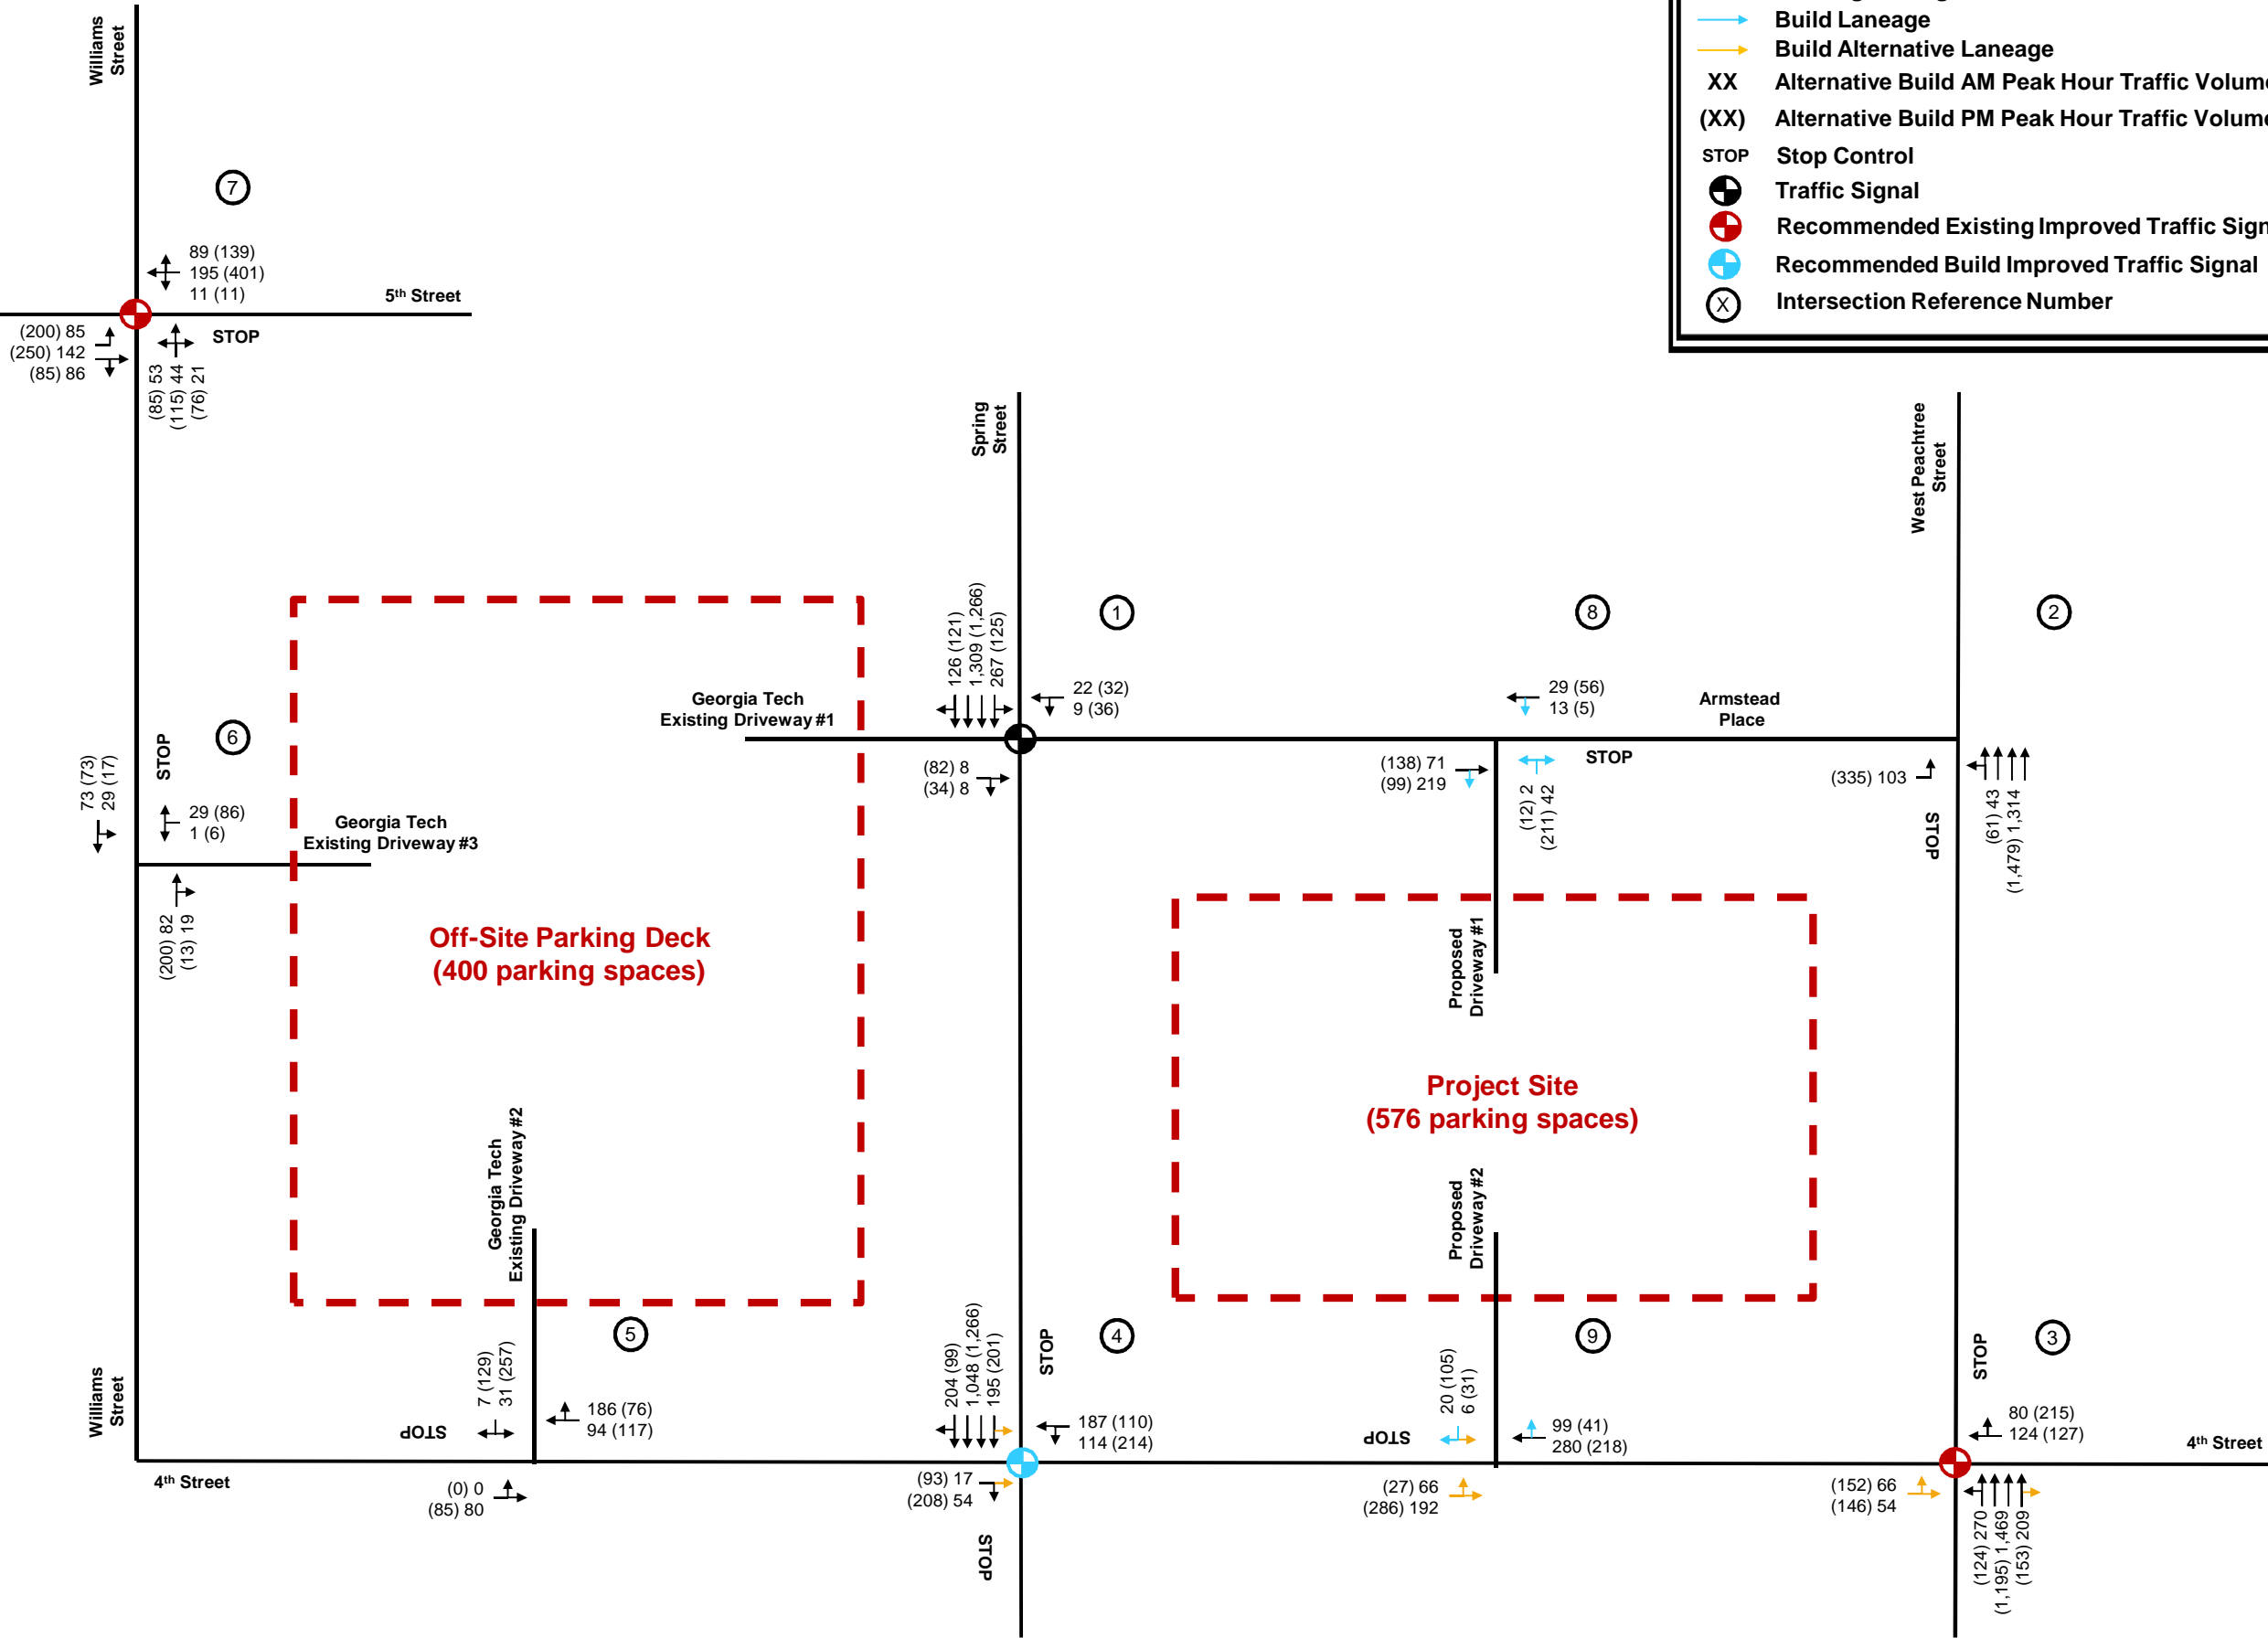 Build Laneage
Build Alternative Laneage
XX Alternative Build AM Peak Hour Traffic
(XX) Alternative Build PM Peak Hour Traffic
STOP Stop Control
Traffic Signal
Recommended Existing Improved Traffic
Recommended Build Improved Traffic Signal
X Intersection Reference Number
Williams
Street
7
89 (139)
195 (401)
11 (11)
5th Street
STOP
(200) 85
(250) 142
(85) 86
(85) 53
(115) 44
(76) 21
Spring
Street
West Peachtree
Street
1
8
2
126 (121)
1,309 (1,266)
267 (125)
22 (32)
9 (36)
Georgia Tech
Existing Driveway #1
(82) 8
(34) 8
29 (56)
13 (5)
Armstead
Place
(138) 71
(99) 219
STOP
(12) 2
(211) 42
(335) 103
STOP
(61) 43
(1,479) 1,314
6
STOP
73 (73)
29 (17)
29 (86)
1 (6)
Georgia Tech
Existing Driveway #3
(200) 82
(13) 19
Off-Site Parking Deck
(400 parking spaces)
Proposed
Driveway #1
Project Site
(576 parking spaces)
Georgia Tech
Existing Driveway #2
Proposed
Driveway #2
5
4
9
3
Williams
Street
7 (129)
31 (257)
STOP
186 (76)
94 (117)
4th Street
(0) 0
(85) 80
204 (99)
1,048 (1,266)
195 (201)
STOP
187 (110)
114 (214)
(93) 17
(208) 54
STOP
20 (105)
6 (31)
STOP
99 (41)
280 (218)
(27) 66
(286) 192
STOP
80 (215)
124 (127)
4th Street
(152) 66
(146) 54
(124) 270
(1,195) 1,469
(153) 209